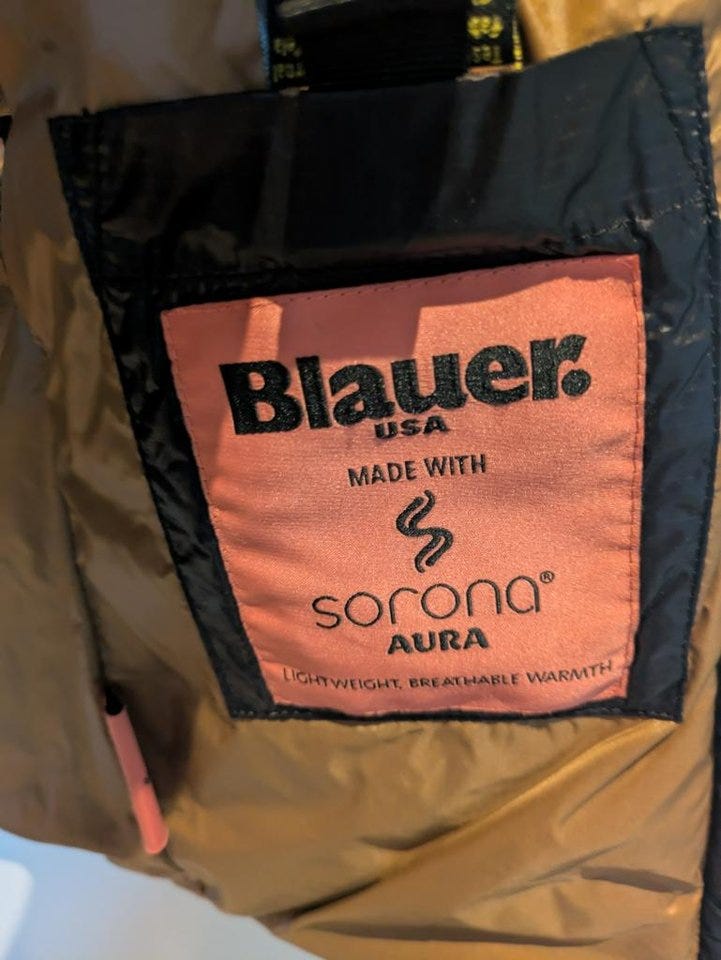 Blauer.
USA
MADE WITH
sorona®
AURA
LIGHTWEIGHT, BREATHABLE WARMTH